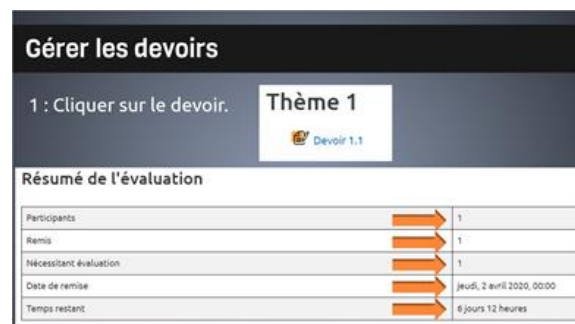 Gérer les devoirs
1 : Cliquer sur le devoir.
Thème 1
Devoir 1.1
Résumé de l'évaluation
Participants 1
Remis 1
Nécessitant évaluation 1
Date de remise jeudi, 2 avril 2020, 00:00
Temps restant 6 jours 12 heures